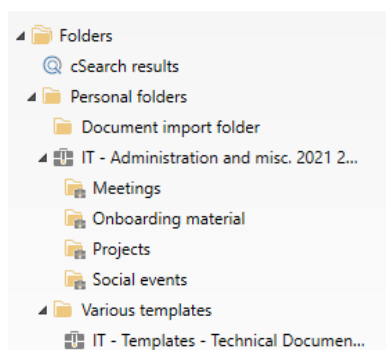 Folders
cSearch results
Personal folders
Document import folder
IT - Administration and misc. 2021 2...
Meetings
Onboarding material
Projects
Social events
Various templates
IT - Templates - Technical Documen...